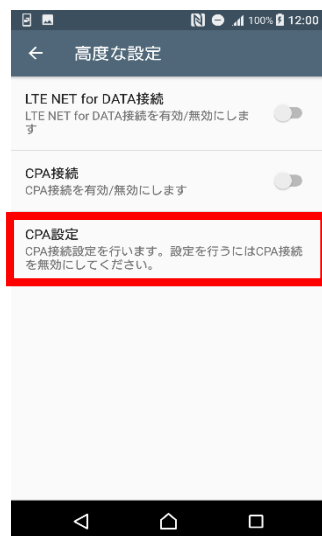 100% 12:00
高度な設定
LTE NET for DATA接続
LTE NET for DATA接続を有効/無効にしま
す
CPA接続
CPA接続を有効/無効にします
CPA設定
CPA接続設定を行います。設定を行うにはCPA接続
を無効にしてください。